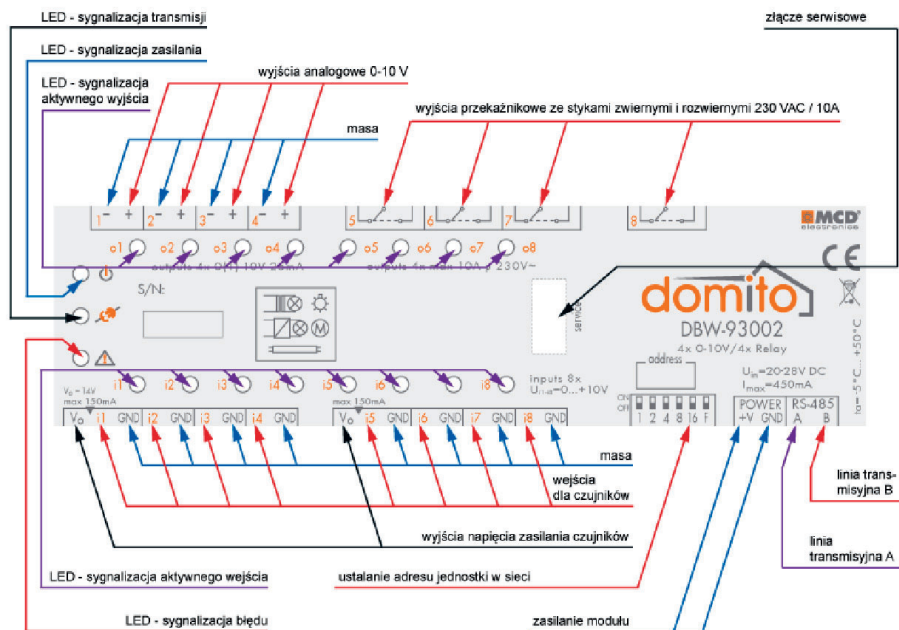 LED - sygnalizacja transmisji
złącze serwisowe
LED - sygnalizacja zasilania
LED - sygnalizacja
aktywnego wyjścia
wyjścia analogowe 0-10 V
wyjścia przekaźnikowe ze stykami zwiernymi i rozwiernymi 230 VAC / 10A
masa
1 - + 2 - + 3 - + 4 - + 5 6 7 8
MCD
electronics
o1 o2 o3 o4 o5 o6 o7 o8
outputs 4x 10V 20mA
outputs 4x max 10A 230V~
CE
S/N:
domito
DBW-93002
4x 0-10V/4x Relay
service
M
address
Uin=20-28V DC
Imax=450mA
ta=-5°C...+50°C
i1 i2 i3 i4 i5 i6 i7 i8
inputs 8x
=0...+10V
max 150mA
max 150mA
ON
OFF
1 2 4 8 16 F
POWER
+V GND
RS-485
A B
Vo i1 GND i2 GND i3 GND i4 GND
Vo i5 GND i6 GND i7 GND i8 GND
masa
wejścia
dla czujników
linia trans-
misyjna B
wyjścia napięcia zasilania czujników
linia
transmisyjna A
LED - sygnalizacja aktywnego wejścia
ustalanie adresu jednostki w sieci
LED - sygnalizacja błędu
zasilanie modułu